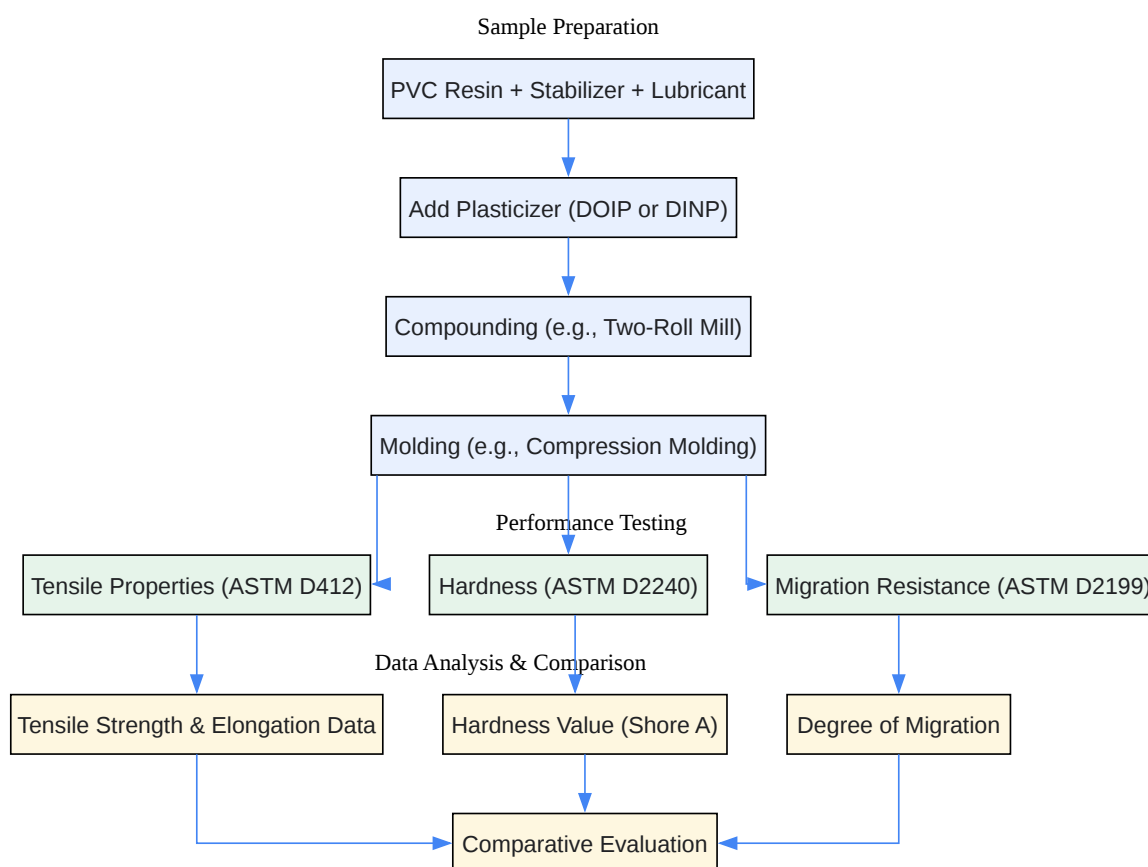 Sample Preparation
PVC Resin + Stabilizer + Lubricant
Add Plasticizer (DOIP or DINP)
Compounding (e.g., Two-Roll Mill)
Molding (e.g., Compression Molding)
Performance Testing
Tensile Properties (ASTM D412)
Hardness (ASTM D2240)
Migration Resistance (ASTM D2199)
Data Analysis & Comparison
Tensile Strength & Elongation Data
Hardness Value (Shore A)
Degree of Migration
Comparative Evaluation